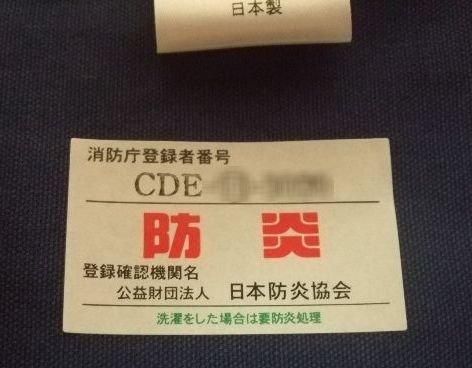 日本製
消防庁登録者番号
CDE
防炎
登録確認機関名
公益財団法人 日本防炎協会
洗濯をした場合は要防炎処理